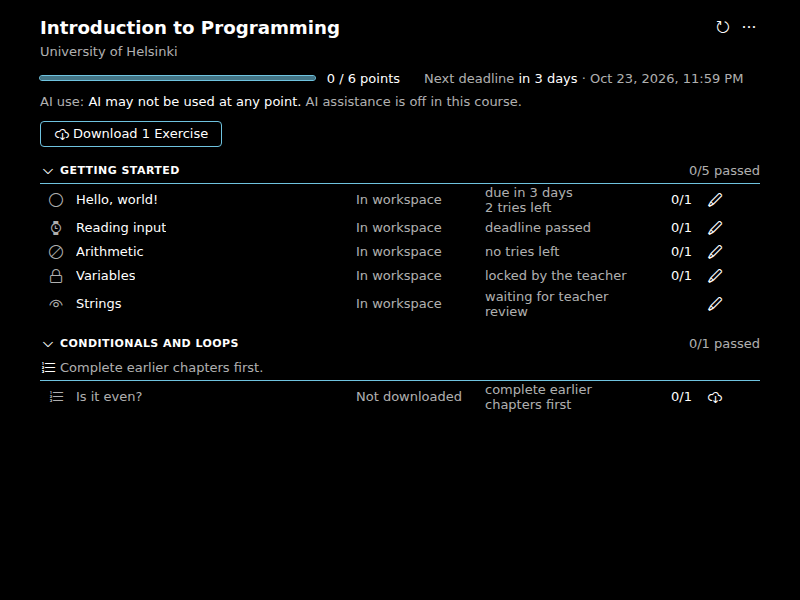 Introduction to Programming
University of Helsinki
0 / 6 points Next deadline in 3 days · Oct 23, 2026, 11:59 PM
AI use: AI may not be used at any point. AI assistance is off in this course.
Download 1 Exercise
GETTING STARTED 0/5 passed
Hello, world! In workspace due in 3 days 0/1
2 tries left
Reading input In workspace deadline passed 0/1
Arithmetic In workspace no tries left 0/1
Variables In workspace locked by the teacher 0/1
Strings In workspace waiting for teacher
review
CONDITIONALS AND LOOPS 0/1 passed
Complete earlier chapters first.
Is it even? Not downloaded complete earlier 0/1
chapters first